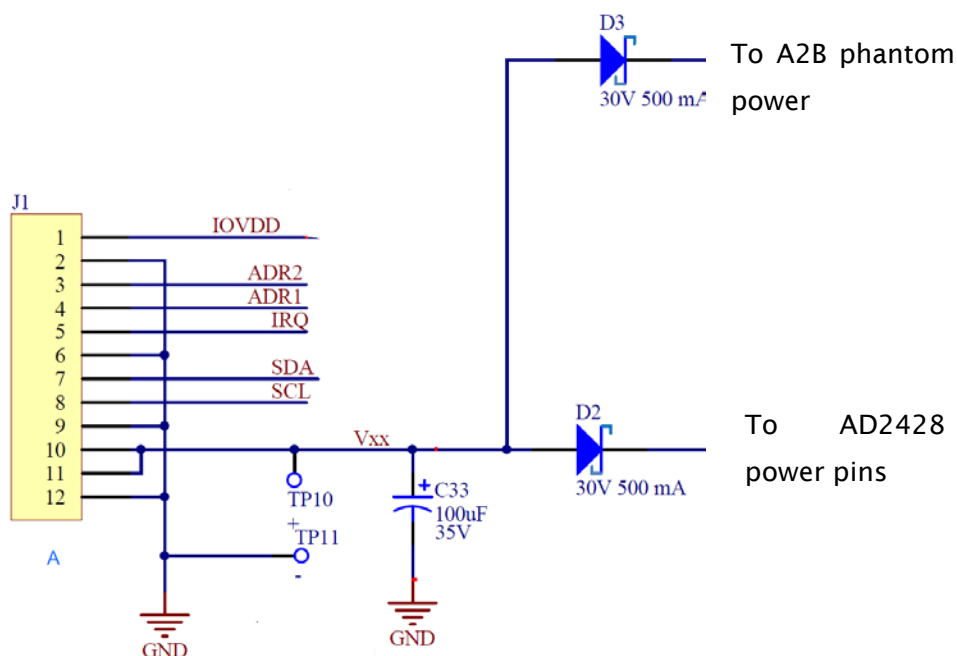 D3
To A2B phantom
30V 500 mA
power
J1
1
IOVDD
2
3
ADR2
4
ADR1
5
IRQ
6
7
SDA
8
SCL
9
10
Vxx
11
12
D2
30V 500 mA
To AD2428
power pins
TP10
+
TP11
-
+
C33
100uF
35V
A
GND
GND